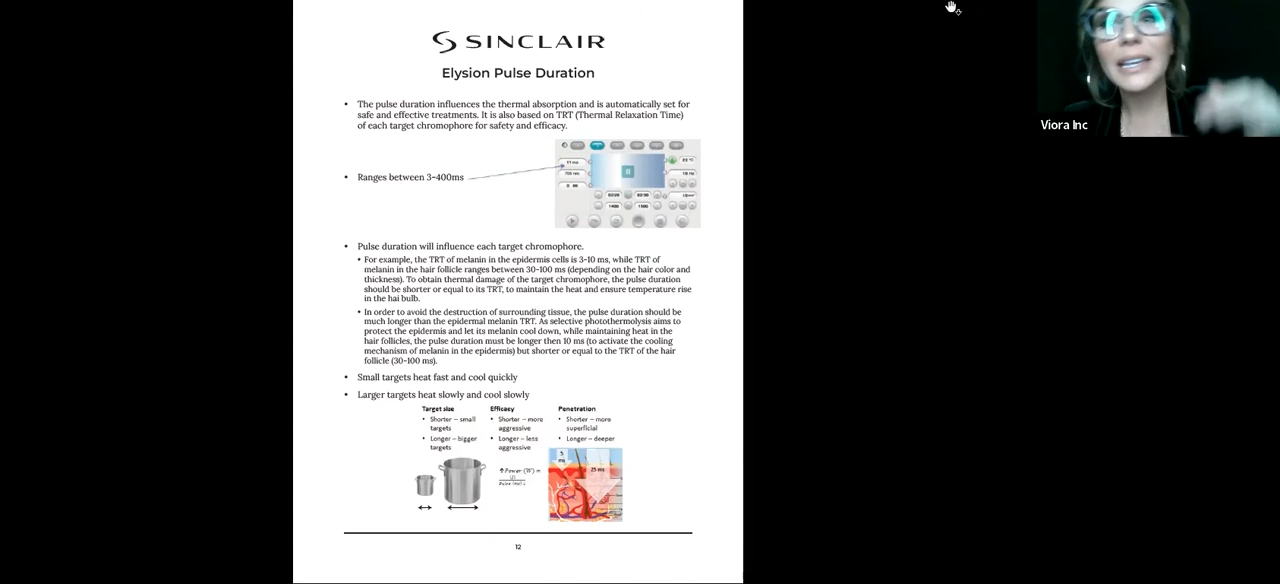 SINCLAIR
Elysion Pulse Duration
• The pulse duration influences the thermal absorption and is automatically set for
safe and effective treatments. It is also based on TRT (Thermal Relaxation Time)
of each target chromophore for safety and efficacy.
11 ms
• Ranges between 3-400ms
• Pulse duration will influence each target chromophore.
• For example, the TRT of melanin in the epidermis cells is 3-10 ms, while TRT of
melanin in the hair follicle ranges between 30-100 ms (depending on the hair color and
thickness). To obtain thermal damage of the target chromophore, the pulse duration
should be shorter or equal to its TRT, to maintain the heat and ensure temperature rise
in the hai bulb.
• In order to avoid the destruction of surrounding tissue, the pulse duration should be
much longer than the epidermal melanin TRT. As selective photothermolysis aims to
protect the epidermis and let its melanin cool down, while maintaining heat in the
hair follicles, the pulse duration must be longer then 10 ms (to activate the cooling
mechanism of melanin in the epidermis) but shorter or equal to the TRT of the hair
follicle (30-100 ms).
• Small targets heat fast and cool quickly
• Larger targets heat slowly and cool slowly
Target size
• Shorter – small
targets
• Longer – bigger
targets
Efficacy
• Shorter – more
aggressive
• Longer – less
aggressive
Penetration
• Shorter – more
superficial
• Longer – deeper
5
ms
25 ms
12
Viora Inc